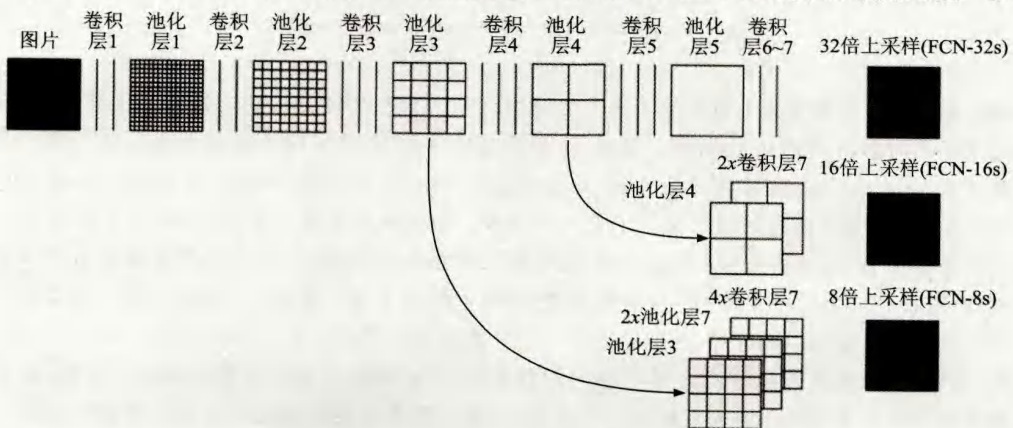 图片
卷积
层1
池化
层1
卷积
层2
池化
层2
卷积
层3
池化
层3
卷积
层4
池化
层4
卷积
层5
池化
层5
卷积
层6~7
32倍上采样(FCN-32s)
2x卷积层7
16倍上采样(FCN-16s)
池化层4
4x卷积层7
8倍上采样(FCN-8s)
2x池化层7
池化层3